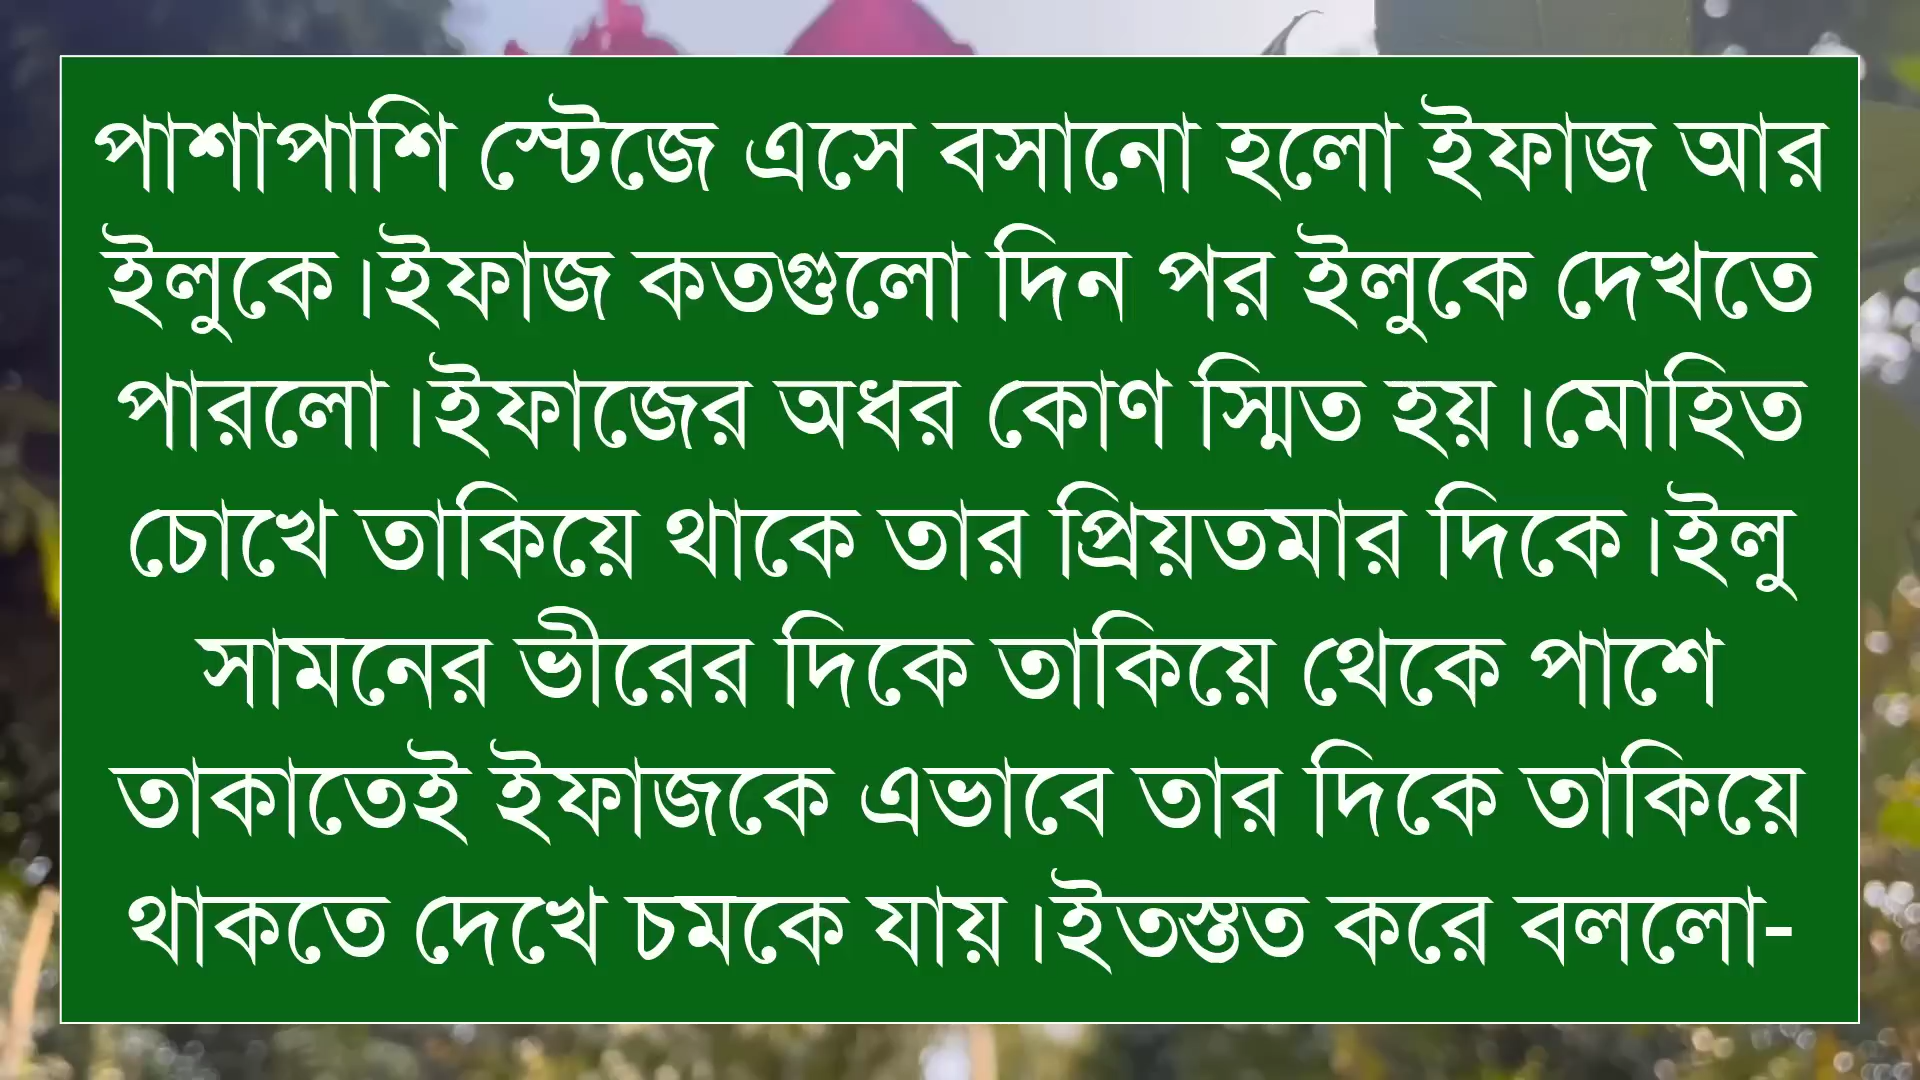 পাশাপাশি স্টেজে এসে বসানো হলো ইফাজ আর
ইলুকে।ইফাজ কতগুলো দিন পর ইলুকে দেখতে
পারলো।ইফাজের অধর কোণ স্মিত হয়।মোহিত
চোখে তাকিয়ে থাকে তার প্রিয়তমার দিকে।ইলু
সামনের ভীরের দিকে তাকিয়ে থেকে পাশে
তাকাতেই ইফাজকে এভাবে তার দিকে তাকিয়ে
থাকতে দেখে চমকে যায়।ইতস্তত করে বললো-